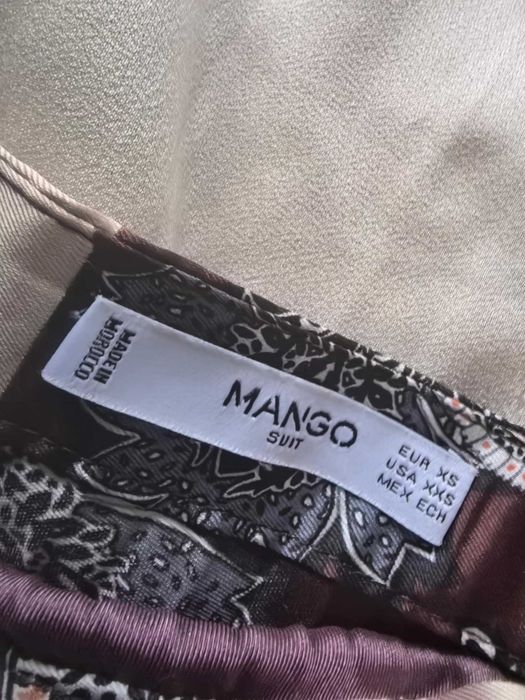 MADE IN
MOROCCO
MANGO
SUIT
EUR XS
USA XXS
MEX ECH